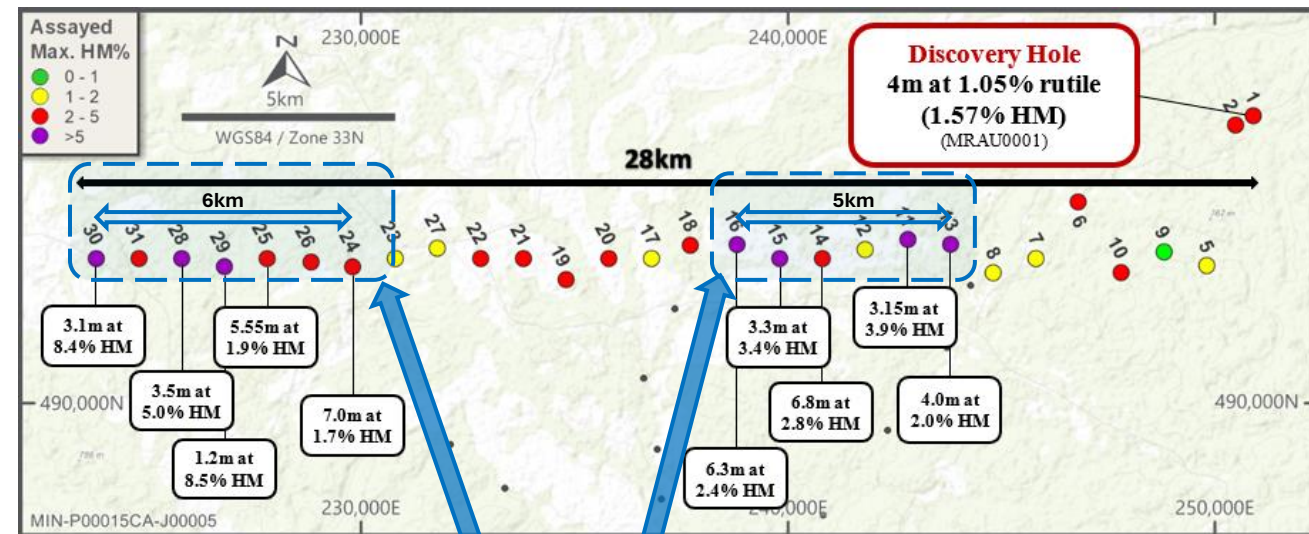 Assayed
Max. HM%
0 - 1
1 - 2
2 - 5
>5
N
5km
WGS84 / Zone 33N
230,000E
240,000E
Discovery Hole
4m at 1.05% rutile
(1.57% HM)
(MRAU0001)
2
1
28km
6km
5km
30
31
28
29
25
26
24
23
27
22
21
19
20
17
18
16
15
14
12
11
13
8
7
6
10
9
5
767 m
3.1m at
8.4% HM
5.55m at
1.9% HM
3.3m at
3.4% HM
3.15m at
3.9% HM
3.5m at
5.0% HM
7.0m at
1.7% HM
6.8m at
2.8% HM
4.0m at
2.0% HM
490,000N
490,000N
1.2m at
8.5% HM
6.3m at
2.4% HM
MIN-P00015CA-J00005
230,000E
240,000E
250,000E